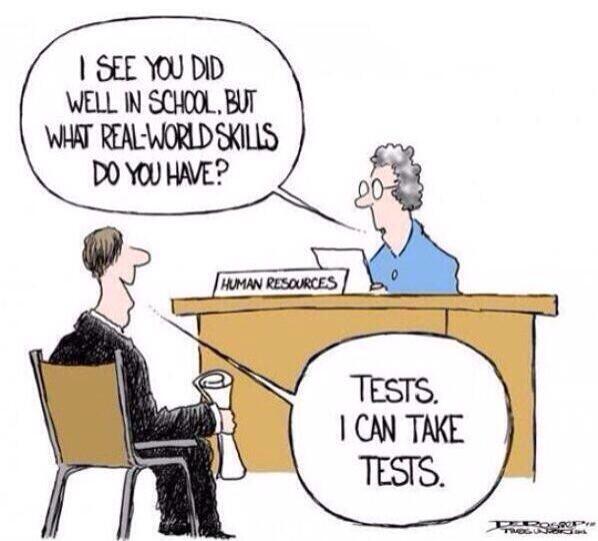 I SEE YOU DID
WELL IN SCHOOL, BUT
WHAT REAL-WORLD SKILLS
DO YOU HAVE?
HUMAN RESOURCES
TESTS.
I CAN TAKE
TESTS.